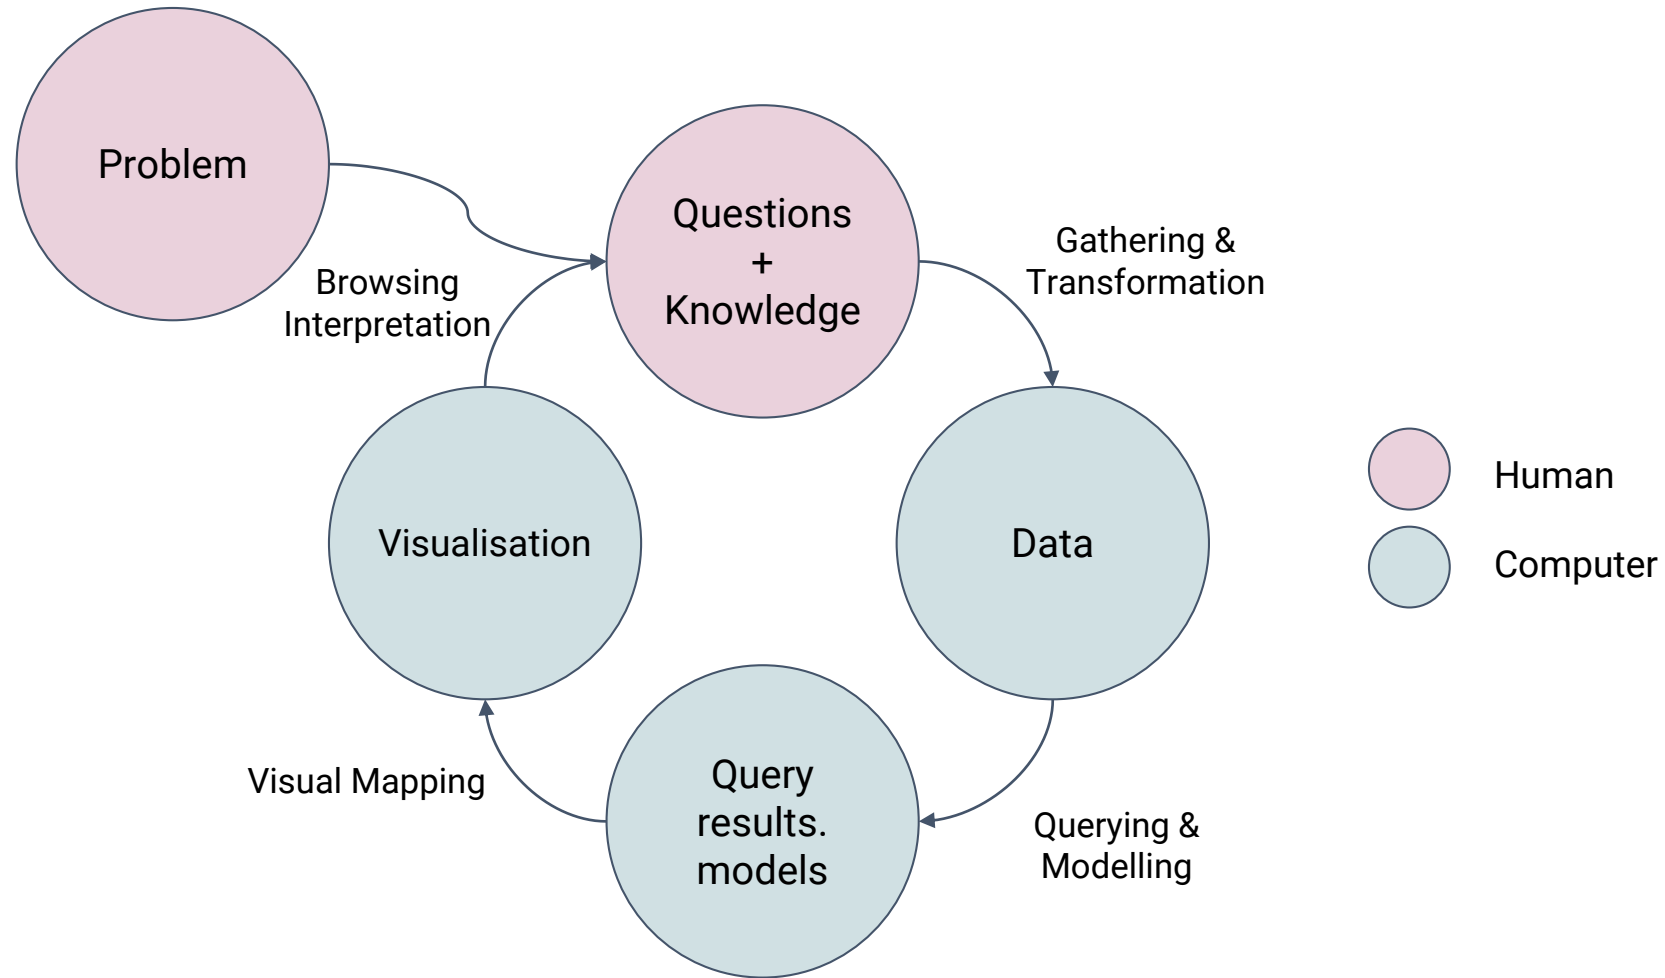 Problem
Questions
+
Knowledge
Gathering &
Transformation
Browsing
Interpretation
Visualisation
Data
Human
Computer
Visual Mapping
Query
results.
models
Querying &
Modelling